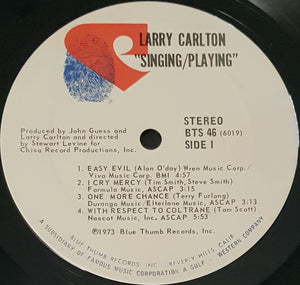 LARRY CARLTON
"SINGING/PLAYING"
STEREO
BTS 46 (6019)
SIDE I
Produced by John Guess and
Larry Carlton and directed
by Stewart Levine for
Chisa Record Productions, Inc.
1. EASY EVIL (Alan O'day) Wren Music Corp./
Viva Music Corp. BMI 4:57
2. I CRY MERCY (Tim Smith, Steve Smith)
Formula Music, ASCAP 3:15
3. ONE MORE CHANCE (Terry Furlong)
Durango Music/Elterlane Music, ASCAP 3:13
4. WITH RESPECT TO COLTRANE (Tom Scott)
Nascot Music, Inc., ASCAP 5:53
©1973 Blue Thumb Records, Inc.
BLUE THUMB RECORDS, INC. BEVERLY HILLS, CALIF.
A SUBSIDIARY OF FAMOUS MUSIC CORPORATION A GULF + WESTERN COMPANY